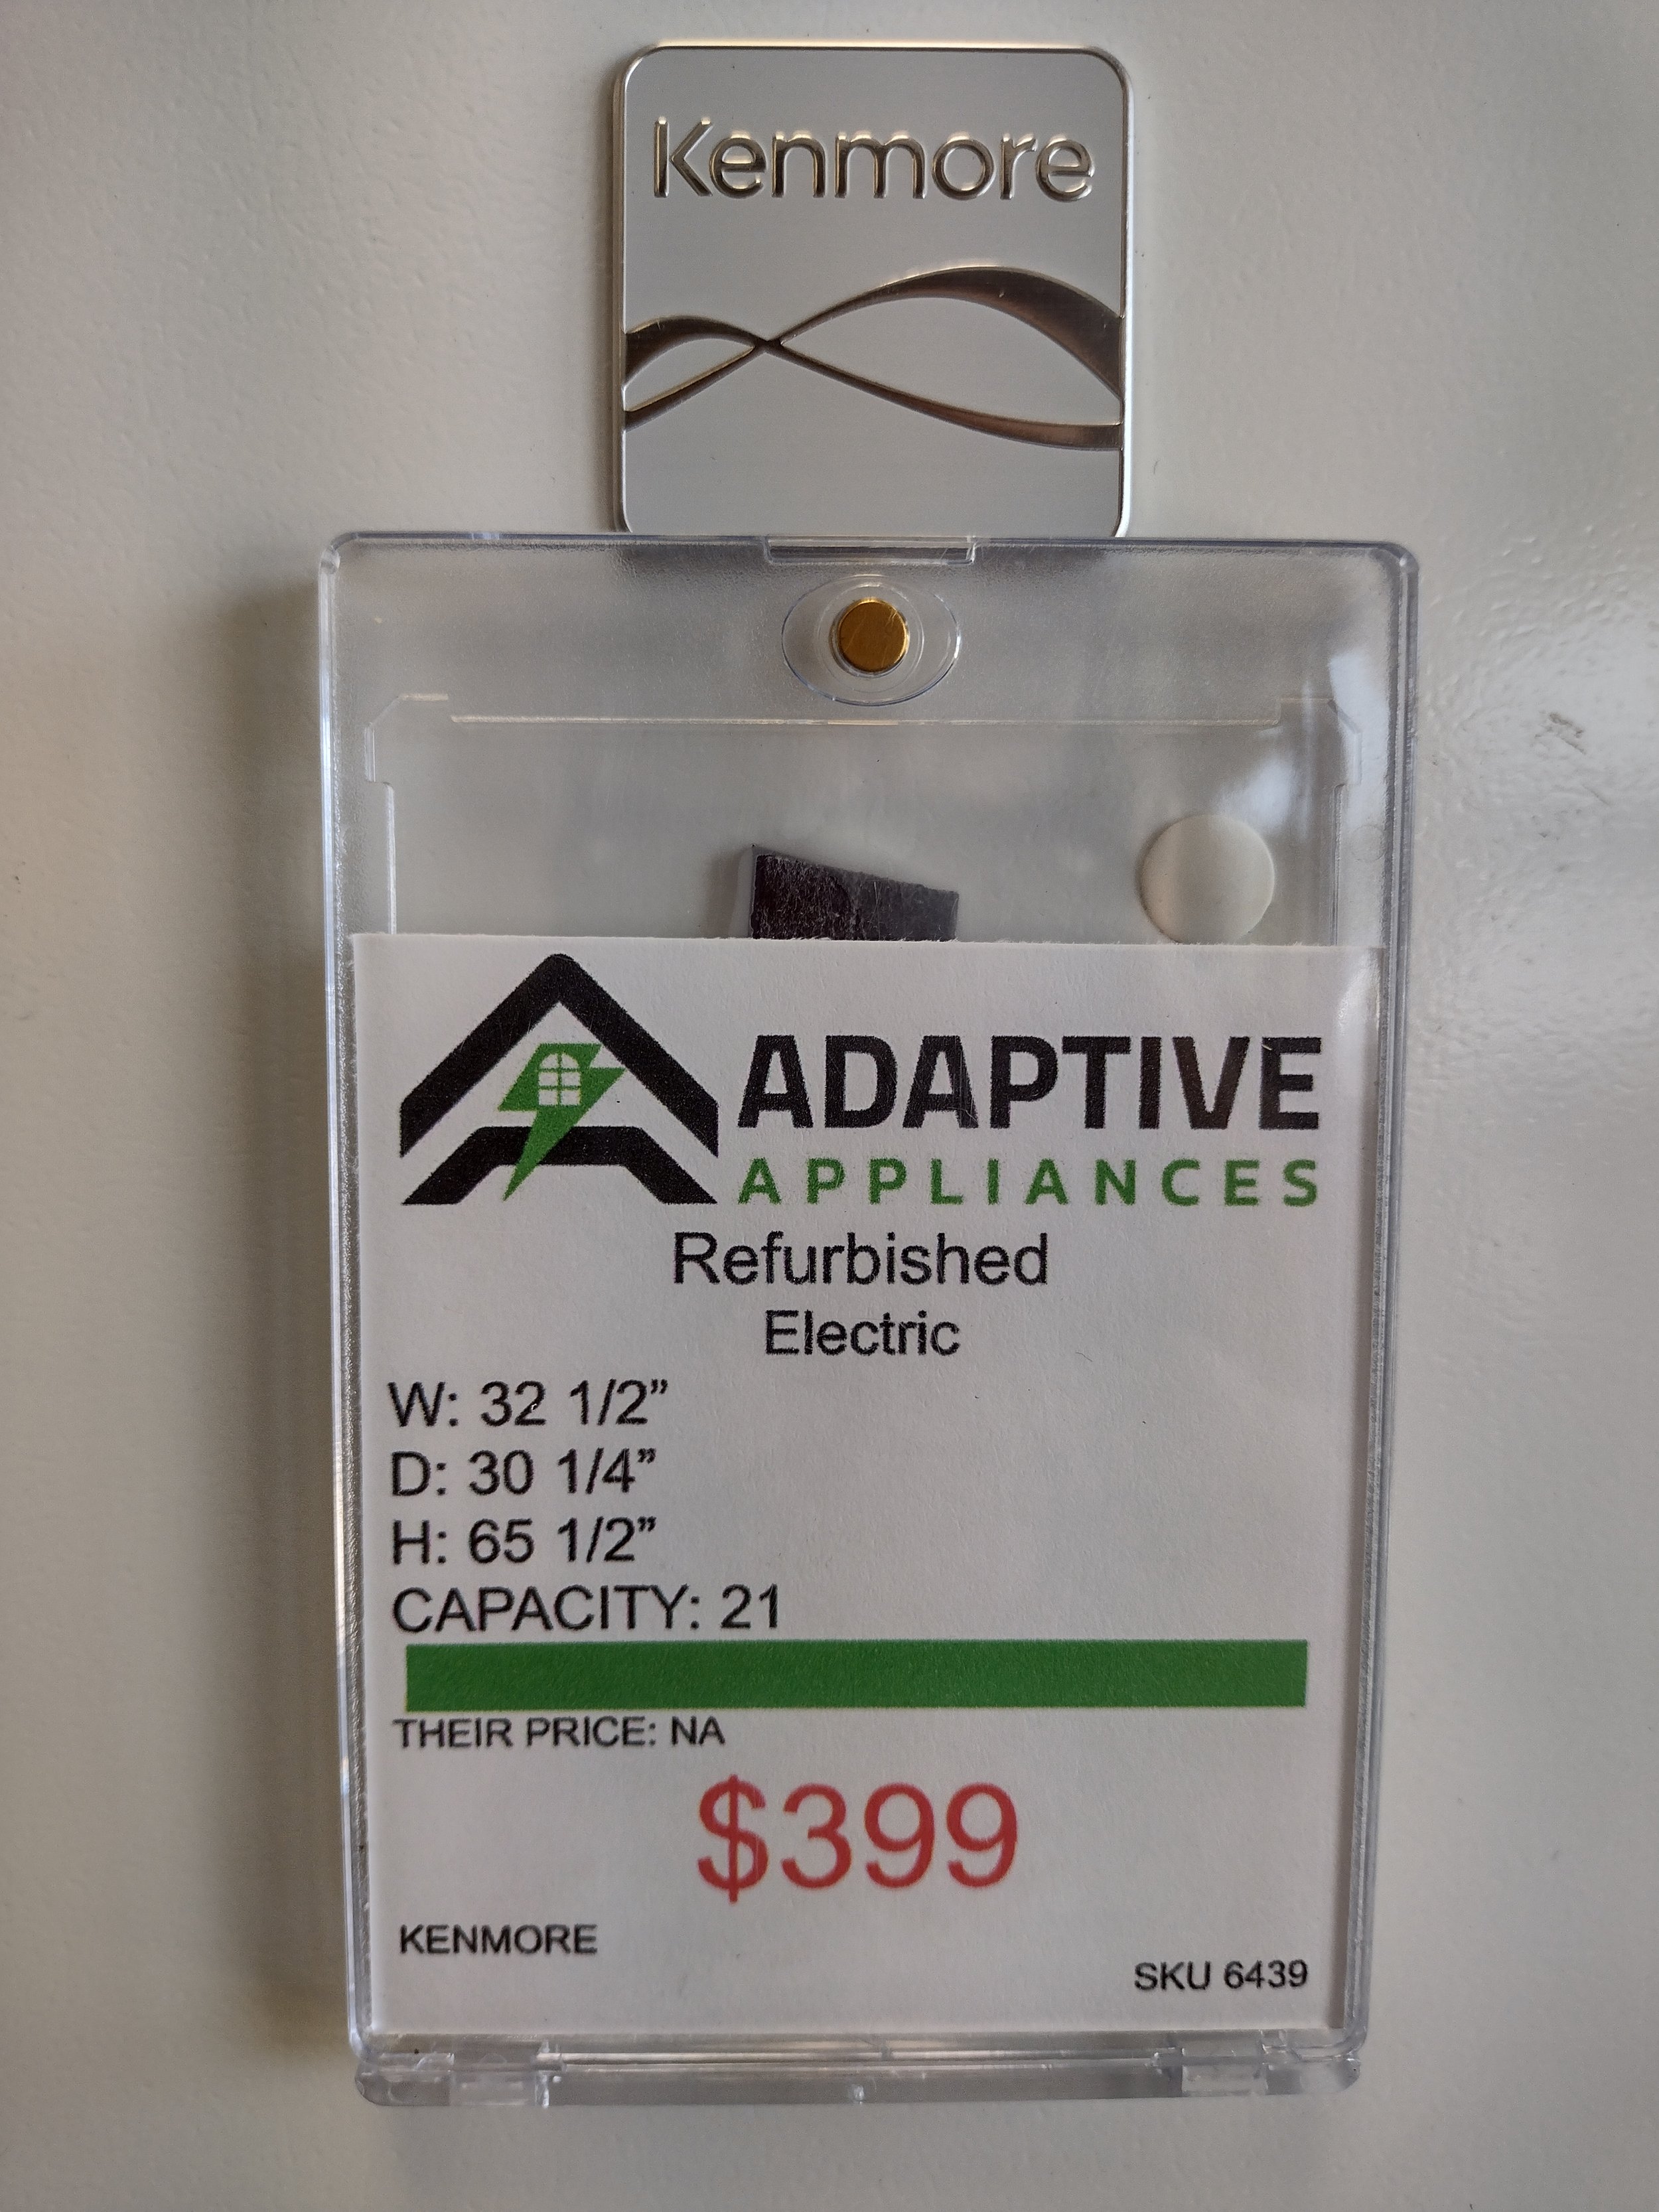 Kenmore
ADAPTIVE
APPLIANCES
Refurbished
Electric
W: 32 1/2”
D: 30 1/4”
H: 65 1/2”
CAPACITY: 21
THEIR PRICE: NA
$399
KENMORE
SKU 6439